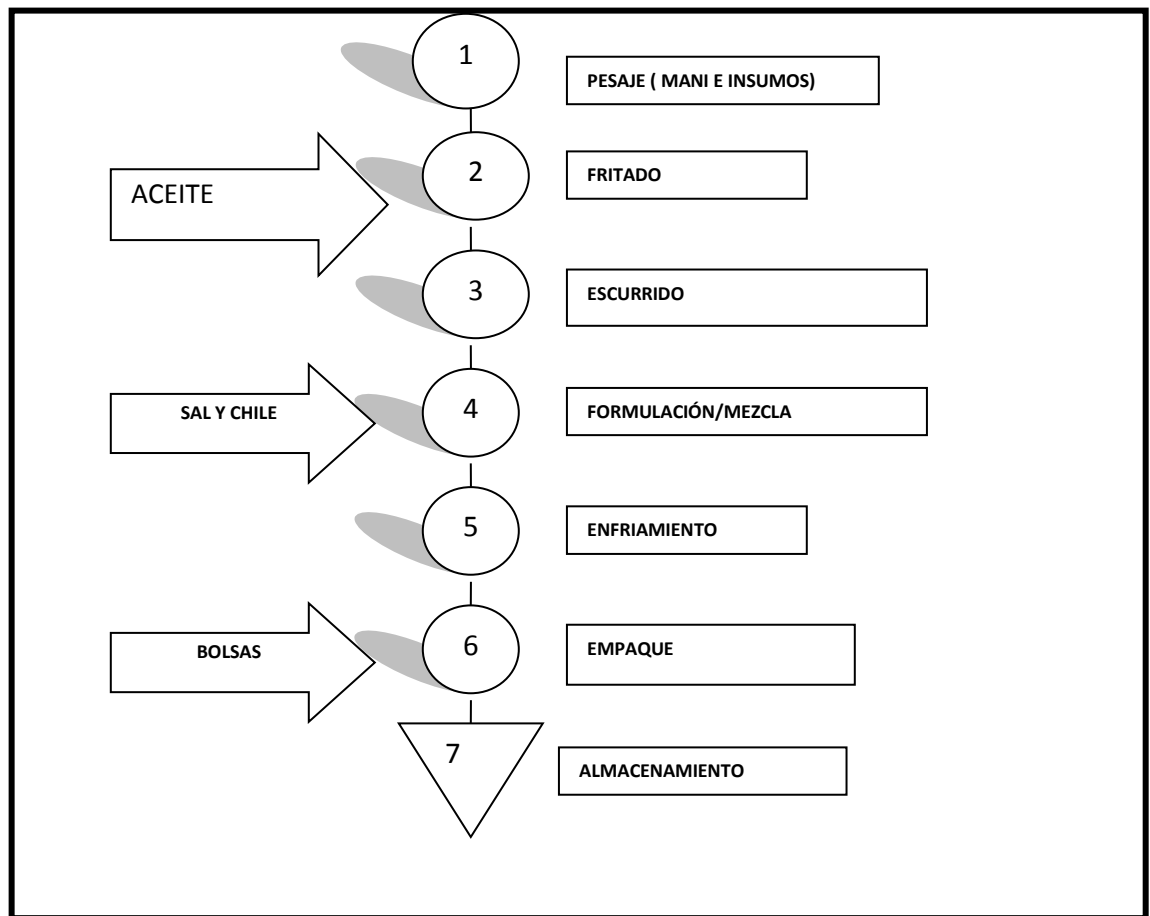 1
PESAJE ( MANI E INSUMOS)
ACEITE
2
FRITADO
3
ESCURRIDO
SAL Y CHILE
4
FORMULACIÓN/MEZCLA
5
ENFRIAMIENTO
BOLSAS
6
EMPAQUE
7
ALMACENAMIENTO